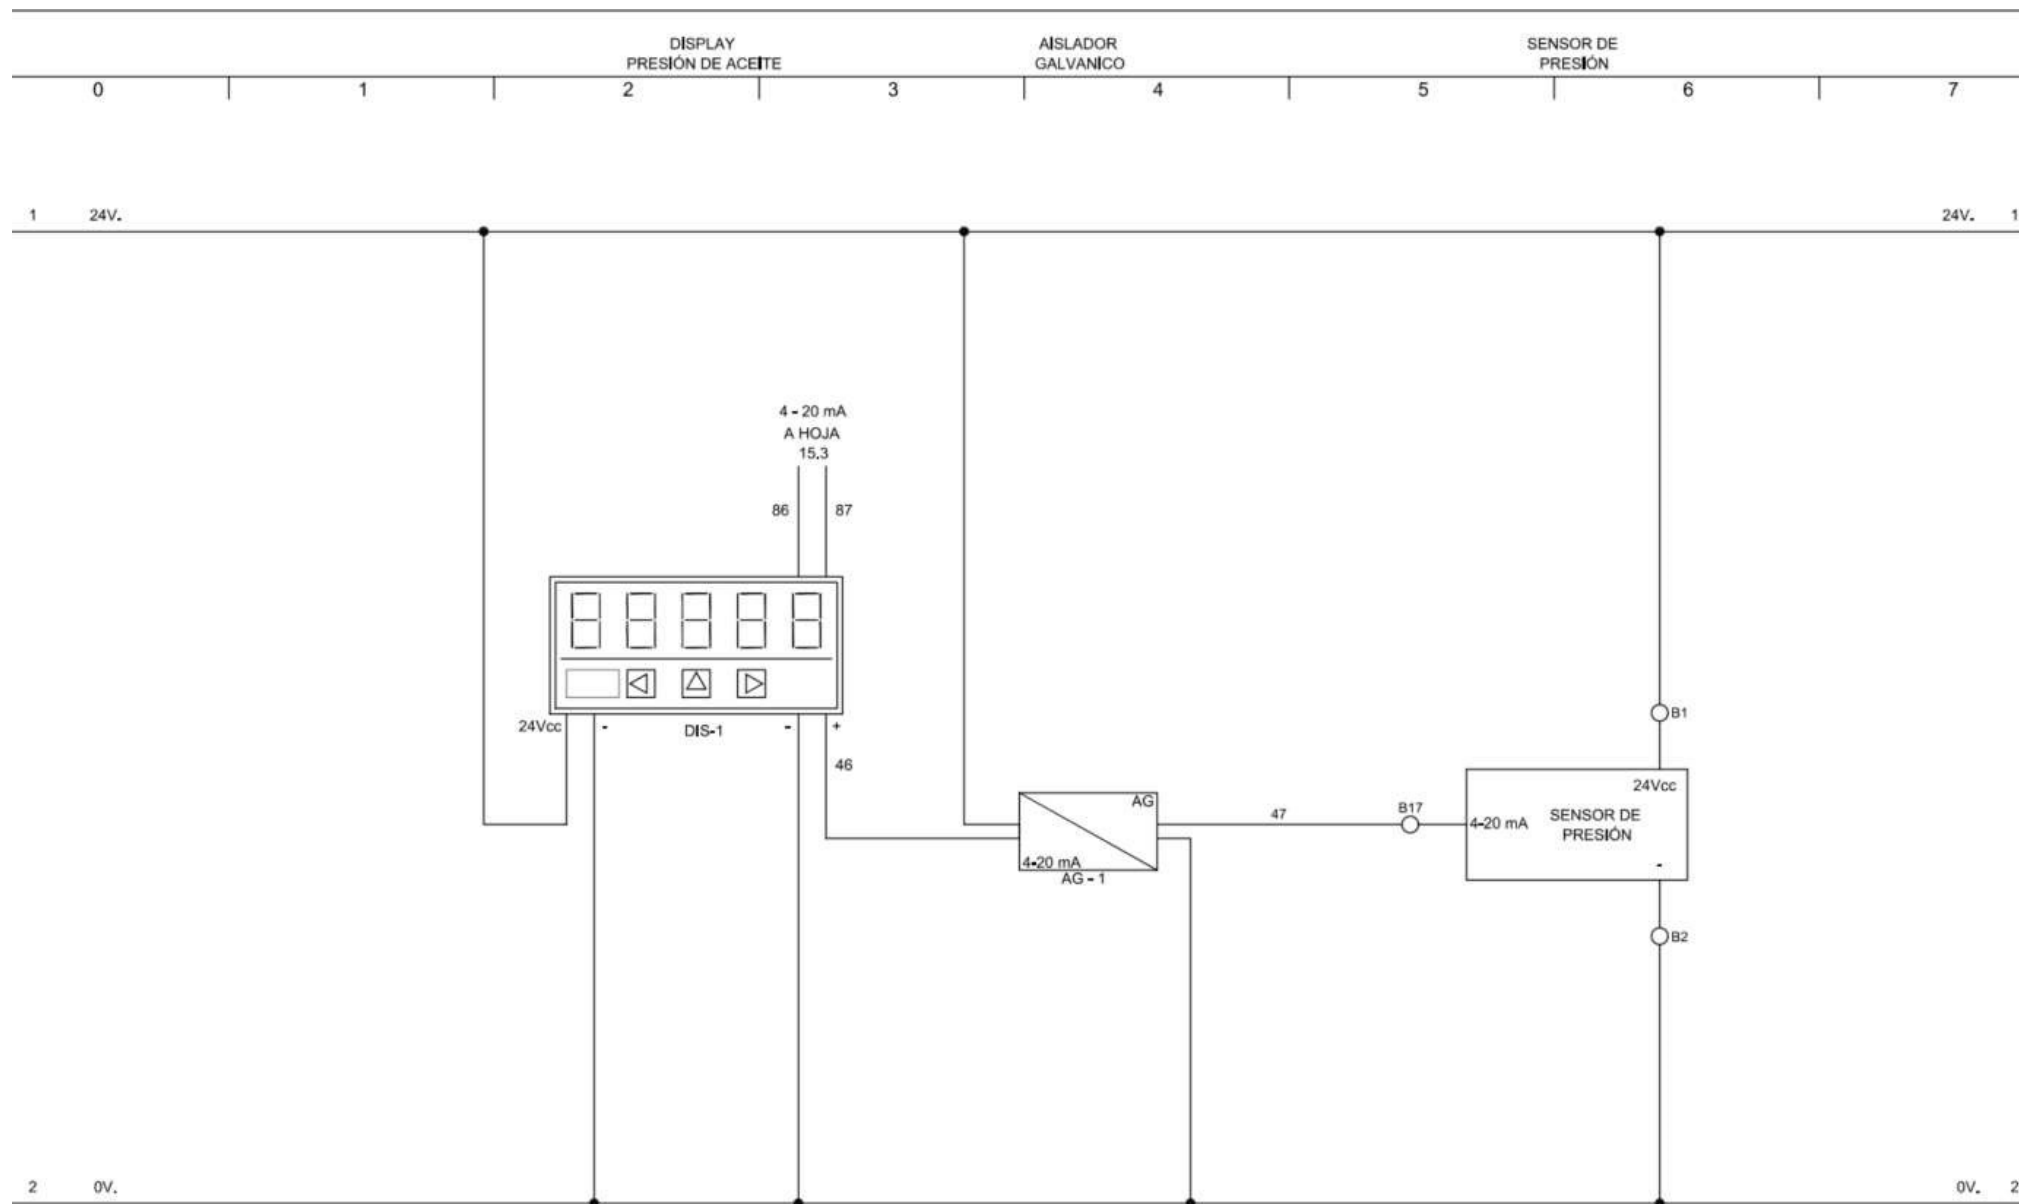 DISPLAY
PRESIÓN DE ACEITE
AISLADOR
GALVANICO
SENSOR DE
PRESIÓN
0 1 2 3 4 5 6 7
1 24V. 24V. 1
4 - 20 mA
A HOJA
15.3
86 87
24Vcc - DIS-1 - +
46
B1
AG
4-20 mA
AG - 1
47
B17
24Vcc
4-20 mA
SENSOR DE
PRESIÓN
-
B2
2 0V. 0V. 2